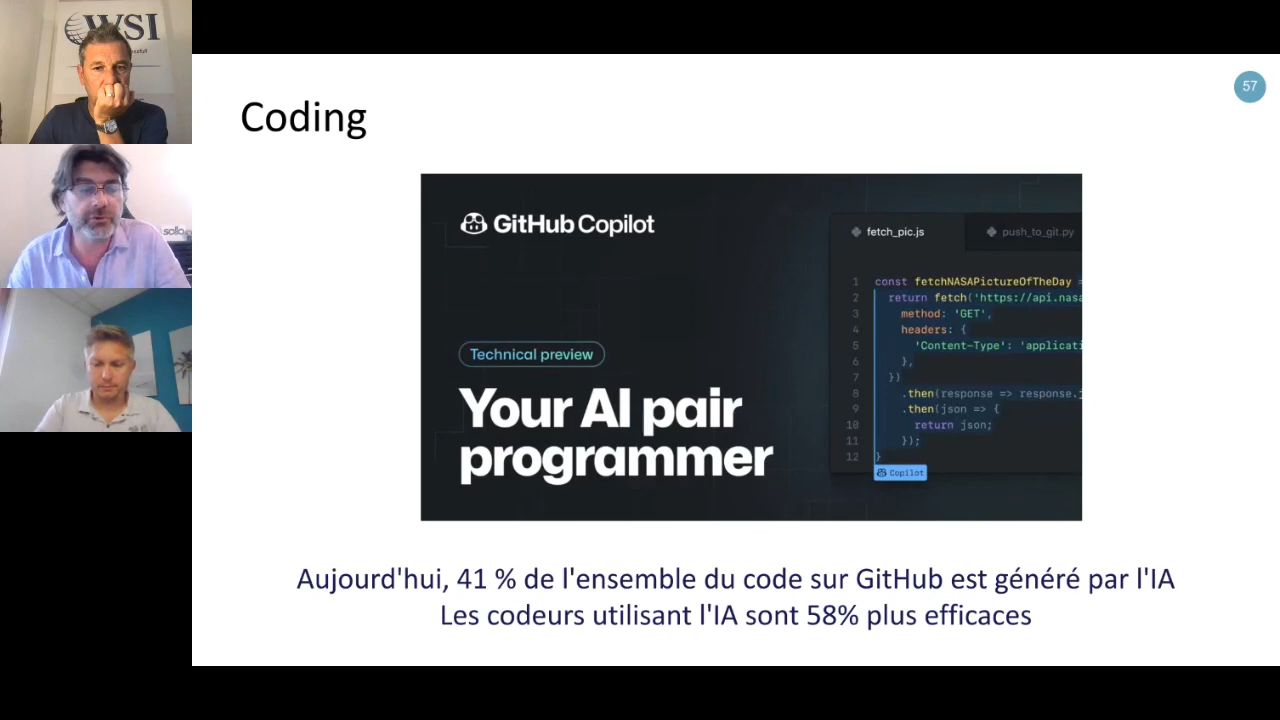 WSI
sollo
57
Coding
GitHub Copilot
fetch_pic.js
push_to_git.py
Technical preview
Your AI pair
programmer
1 const fetchNASAPictureOfTheDay =
2 return fetch('https://api.nasa
3 method: 'GET',
4 headers: {
5 'Content-Type': 'applicati
6 },
7 })
8 .then(response => response.j
9 .then(json => {
10 return json;
11 });
12 }
Copilot
Aujourd'hui, 41 % de l'ensemble du code sur GitHub est généré par l'IA
Les codeurs utilisant l'IA sont 58% plus efficaces